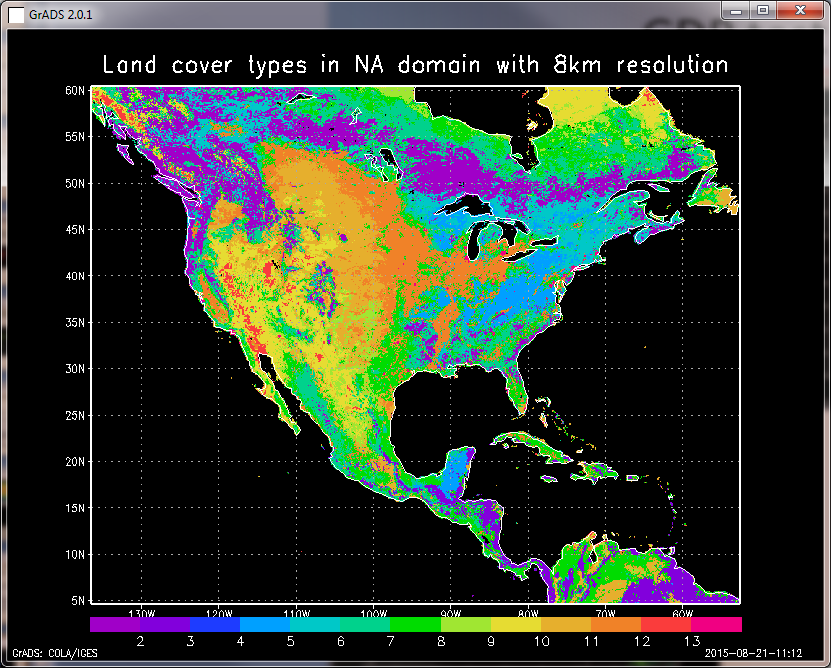 GrADS 2.0.1
Land cover types in NA domain with 8km resolution
60N
55N
50N
45N
40N
35N
30N
25N
20N
15N
10N
5N
130W 120W 110W 100W 90W 80W 70W 60W
2 3 4 5 6 7 8 9 10 11 12 13
GrADS: COLA/IGES 2015-08-21-11:12